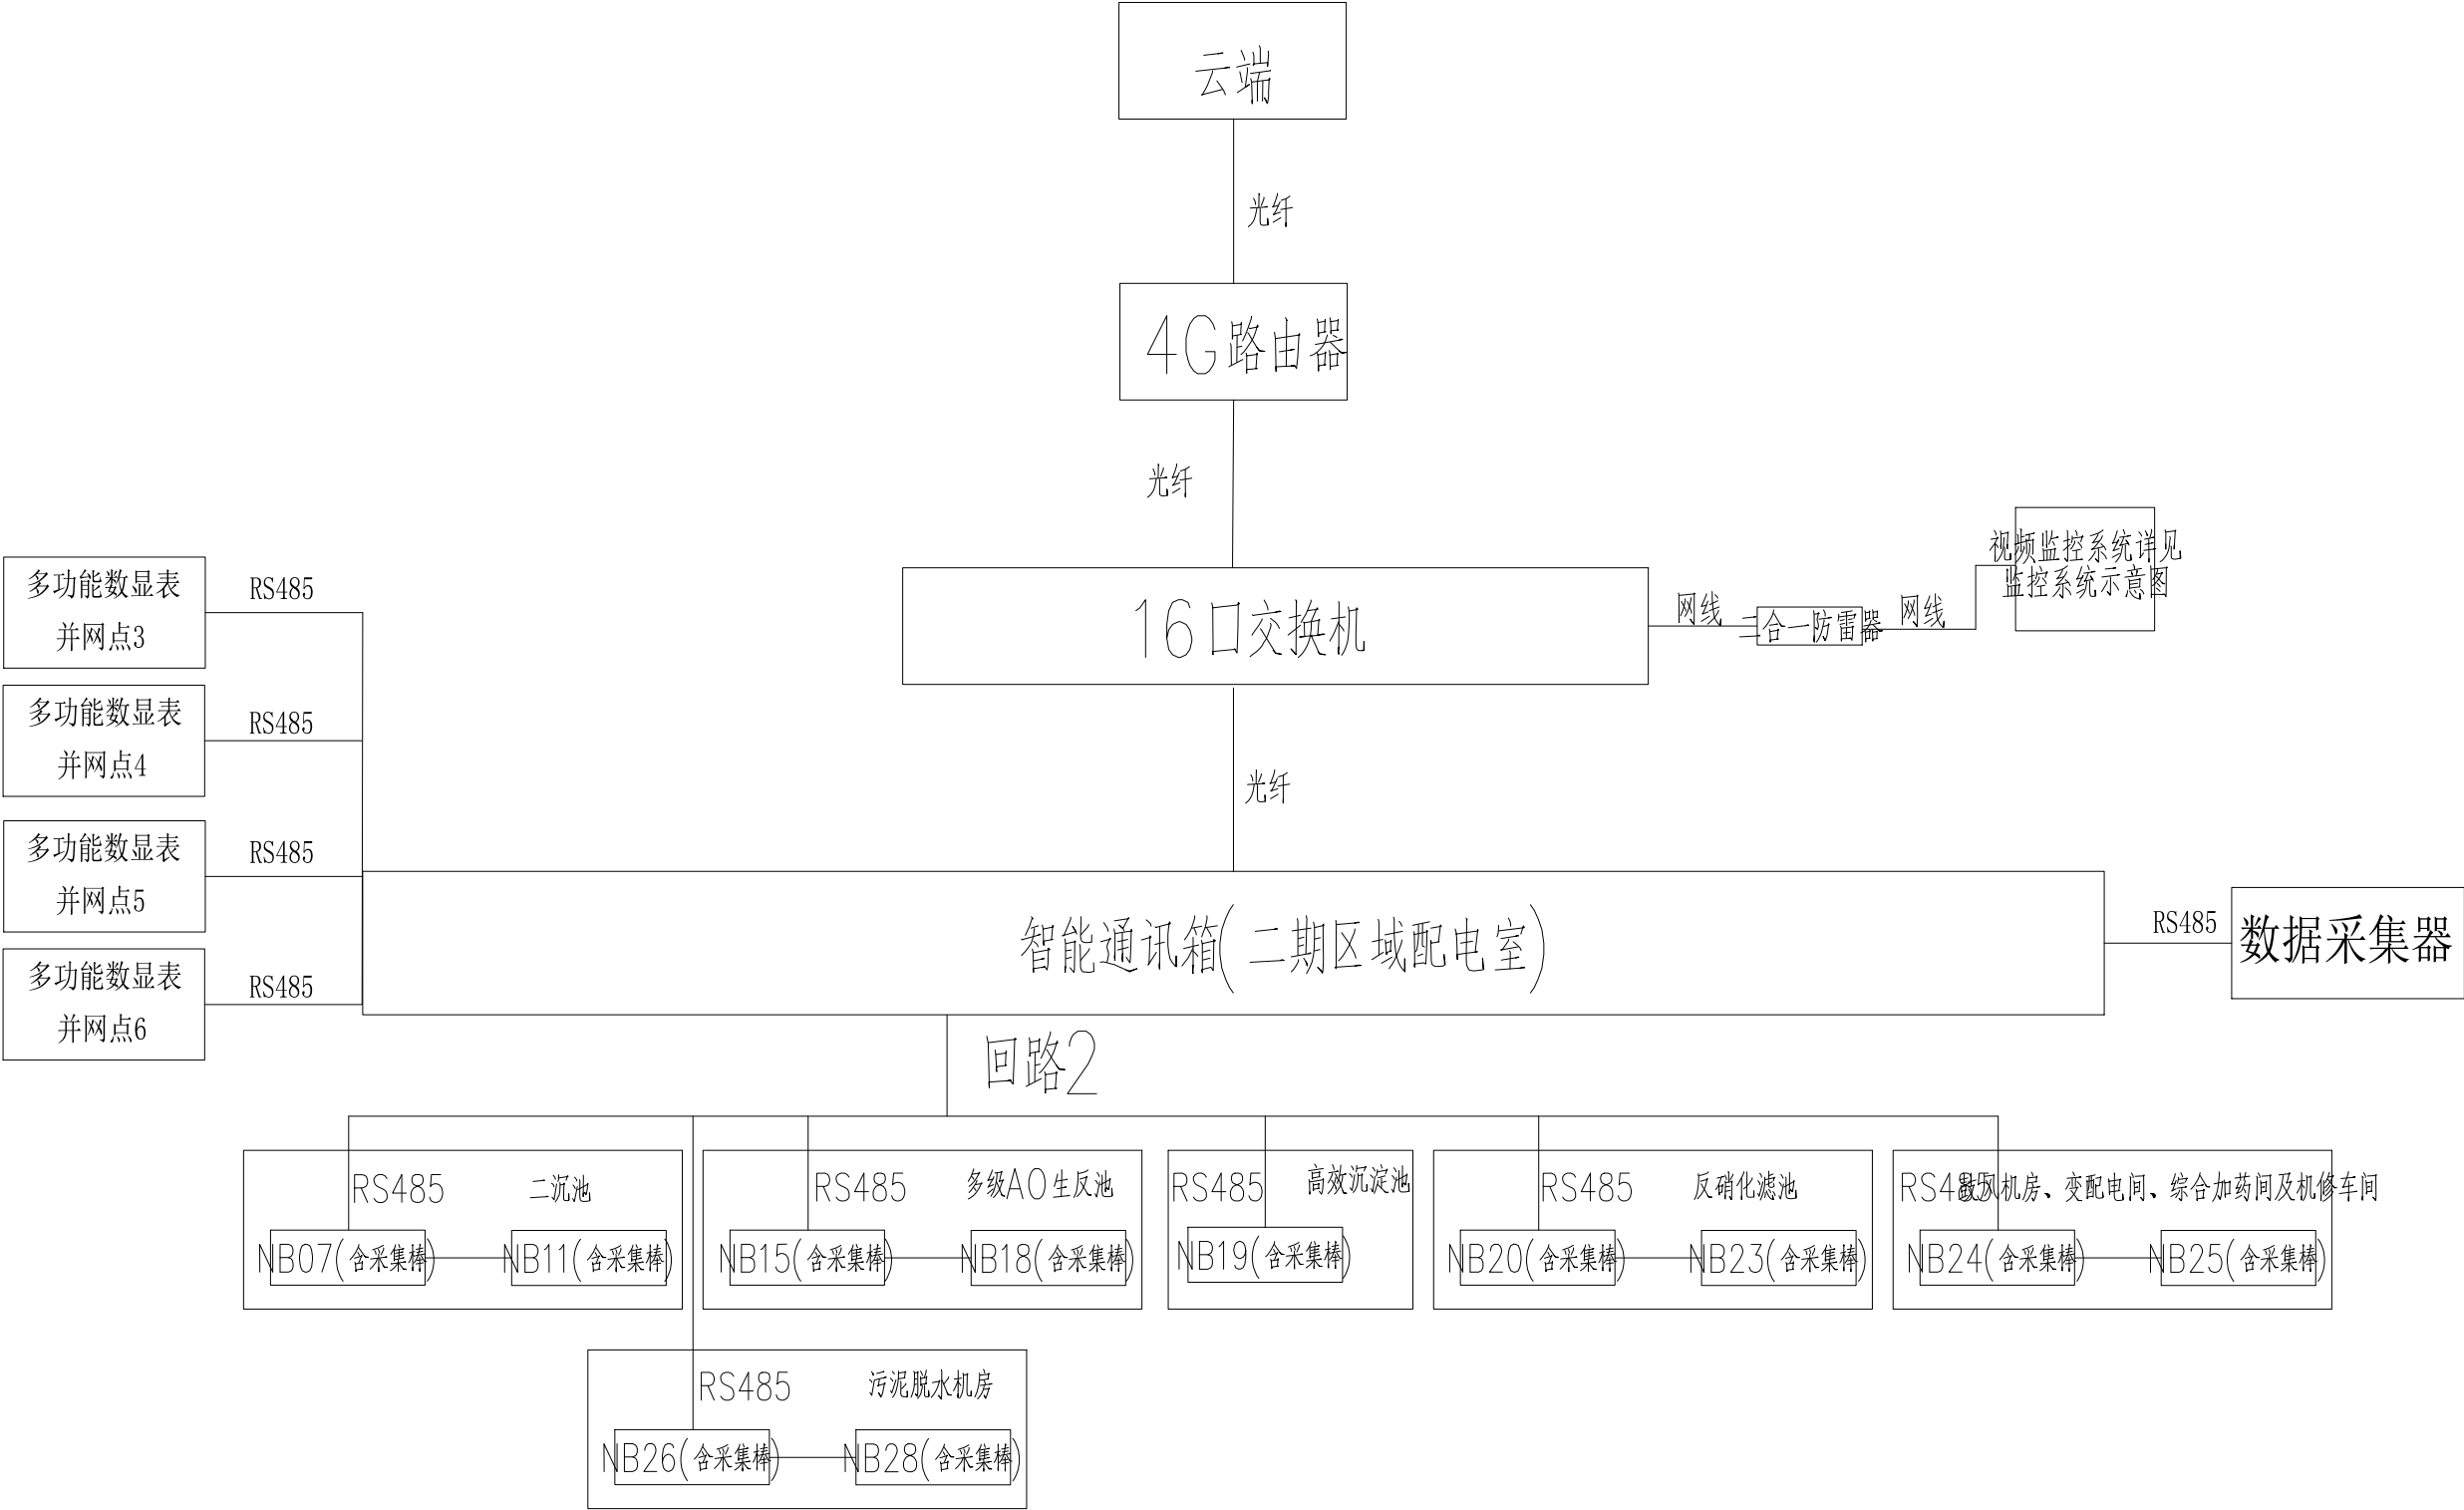 云端
光纤
4G路由器
光纤
16口交换机
网线
二合一防雷器
网线
视频监控系统详见
监控系统示意图
多功能数显表
并网点3
RS485
多功能数显表
并网点4
RS485
多功能数显表
并网点5
RS485
多功能数显表
并网点6
RS485
光纤
智能通讯箱(二期区域配电室)
RS485
数据采集器
回路2
RS485
二沉池
NB07(含采集棒)
NB11(含采集棒)
RS485
多级AO生反池
NB15(含采集棒)
NB18(含采集棒)
RS485
高效沉淀池
NB19(含采集棒)
RS485
反硝化滤池
NB20(含采集棒)
NB23(含采集棒)
RS485
鼓风机房、变配电间、综合加药间及机修车间
NB24(含采集棒)
NB25(含采集棒)
RS485
污泥脱水机房
NB26(含采集棒)
NB28(含采集棒)